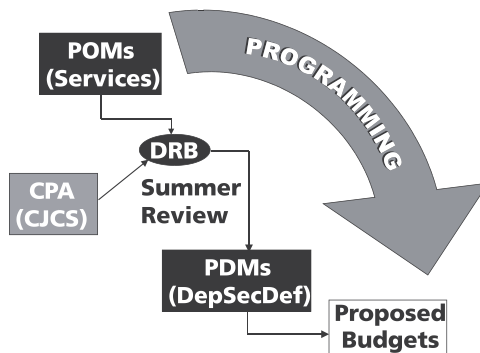 PROGRAMMING
POMs
(Services)
DRB
CPA
(CJCS)
Summer
Review
PDMs
(DepSecDef)
Proposed
Budgets